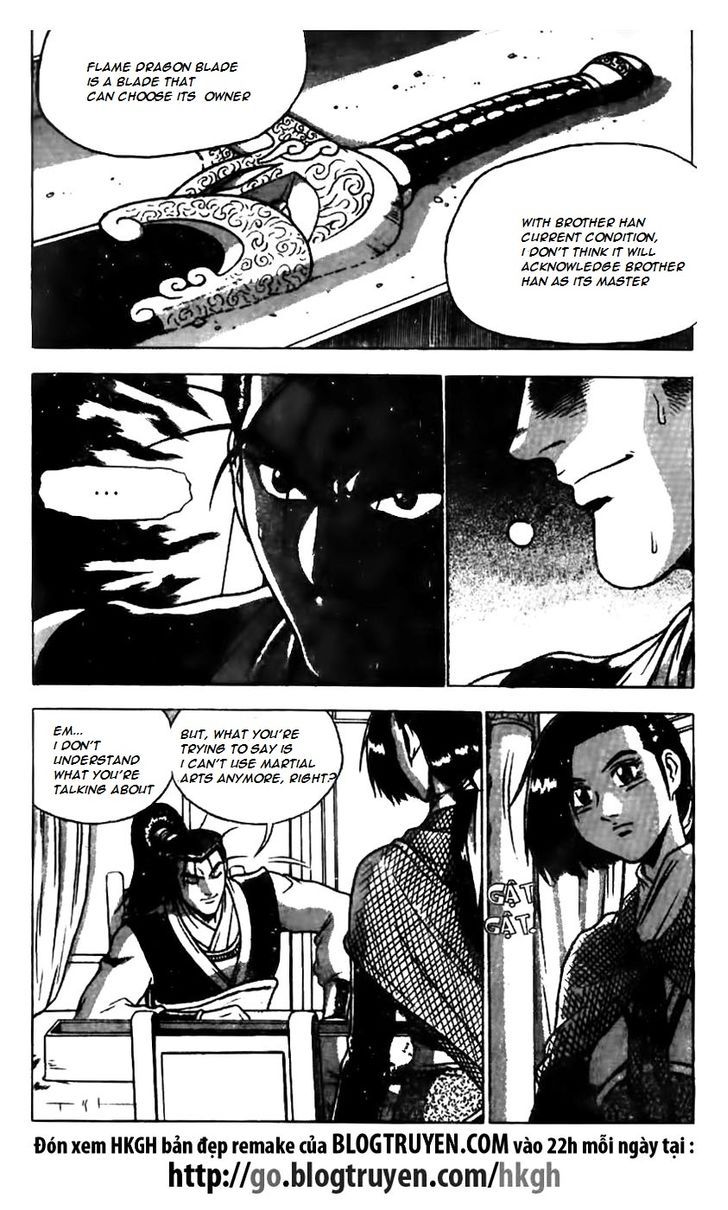 FLAME DRAGON BLADE
IS A BLADE THAT
CAN CHOOSE ITS OWNER
WITH BROTHER HAN
CURRENT CONDITION,
I DON'T THINK IT WILL
ACKNOWLEDGE BROTHER
HAN AS ITS MASTER
...
EM...
I DON'T
UNDERSTAND
WHAT YOU'RE
TALKING ABOUT
BUT, WHAT YOU'RE
TRYING TO SAY IS
I CAN'T USE MARTIAL
ARTS ANYMORE, RIGHT?
GẬT
GẬT.
Đón xem HKGH bản đẹp remake của BLOGTRUYEN.COM vào 22h mỗi ngày tại :
http://go.blogtruyen.com/hkgh